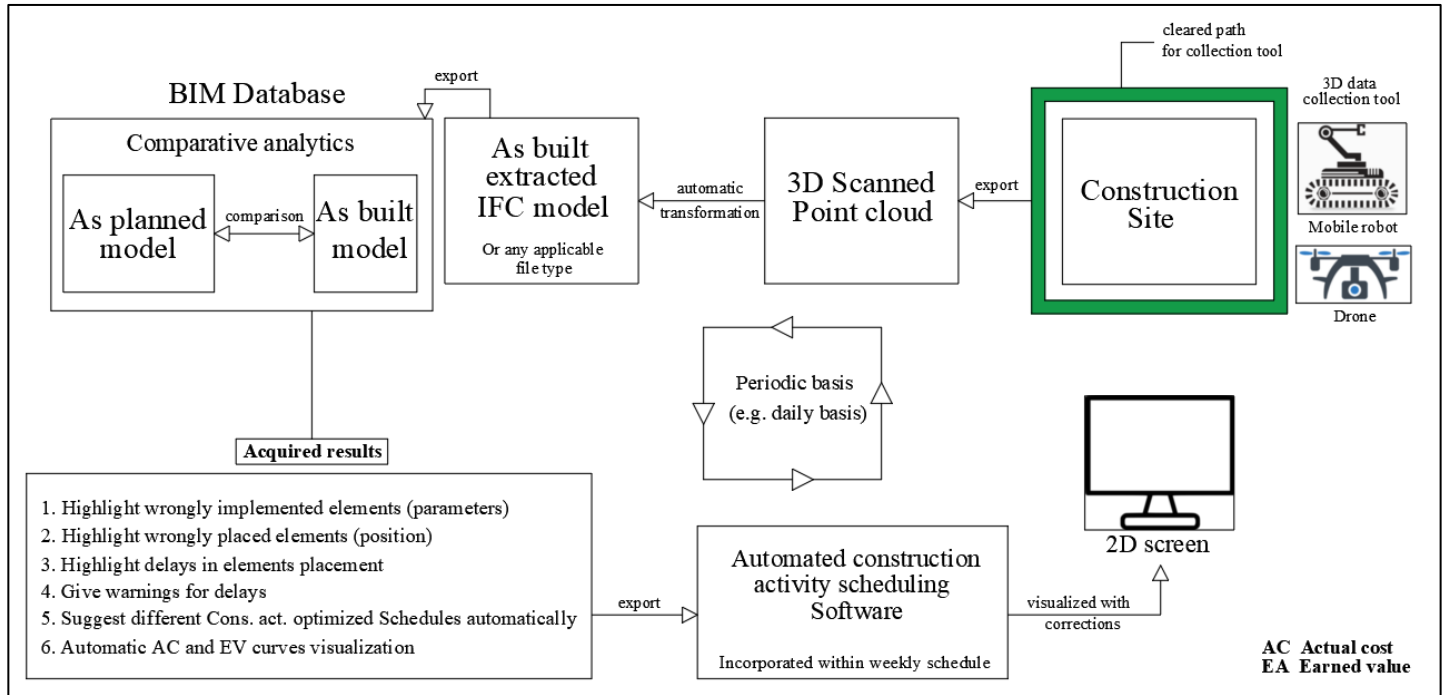 cleared path
for collection tool
3D data
collection tool
Mobile robot
Drone
Construction
Site
export
3D Scanned
Point cloud
automatic
transformation
As built
extracted
IFC model
Or any applicable
file type
export
BIM Database
Comparative analytics
As planned
model
comparison
As built
model
Periodic basis
(e.g. daily basis)
Acquired results
1. Highlight wrongly implemented elements (parameters)
2. Highlight wrongly placed elements (position)
3. Highlight delays in elements placement
4. Give warnings for delays
5. Suggest different Cons. act. optimized Schedules automatically
6. Automatic AC and EV curves visualization
export
Automated construction
activity scheduling
Software
Incorporated within weekly schedule
visualized with
corrections
2D screen
AC Actual cost
EA Earned value